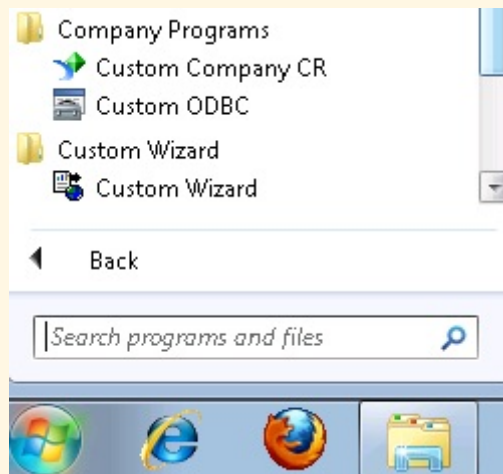 Company Programs
Custom Company CR
Custom ODBC
Custom Wizard
Custom Wizard
Back
Search programs and files